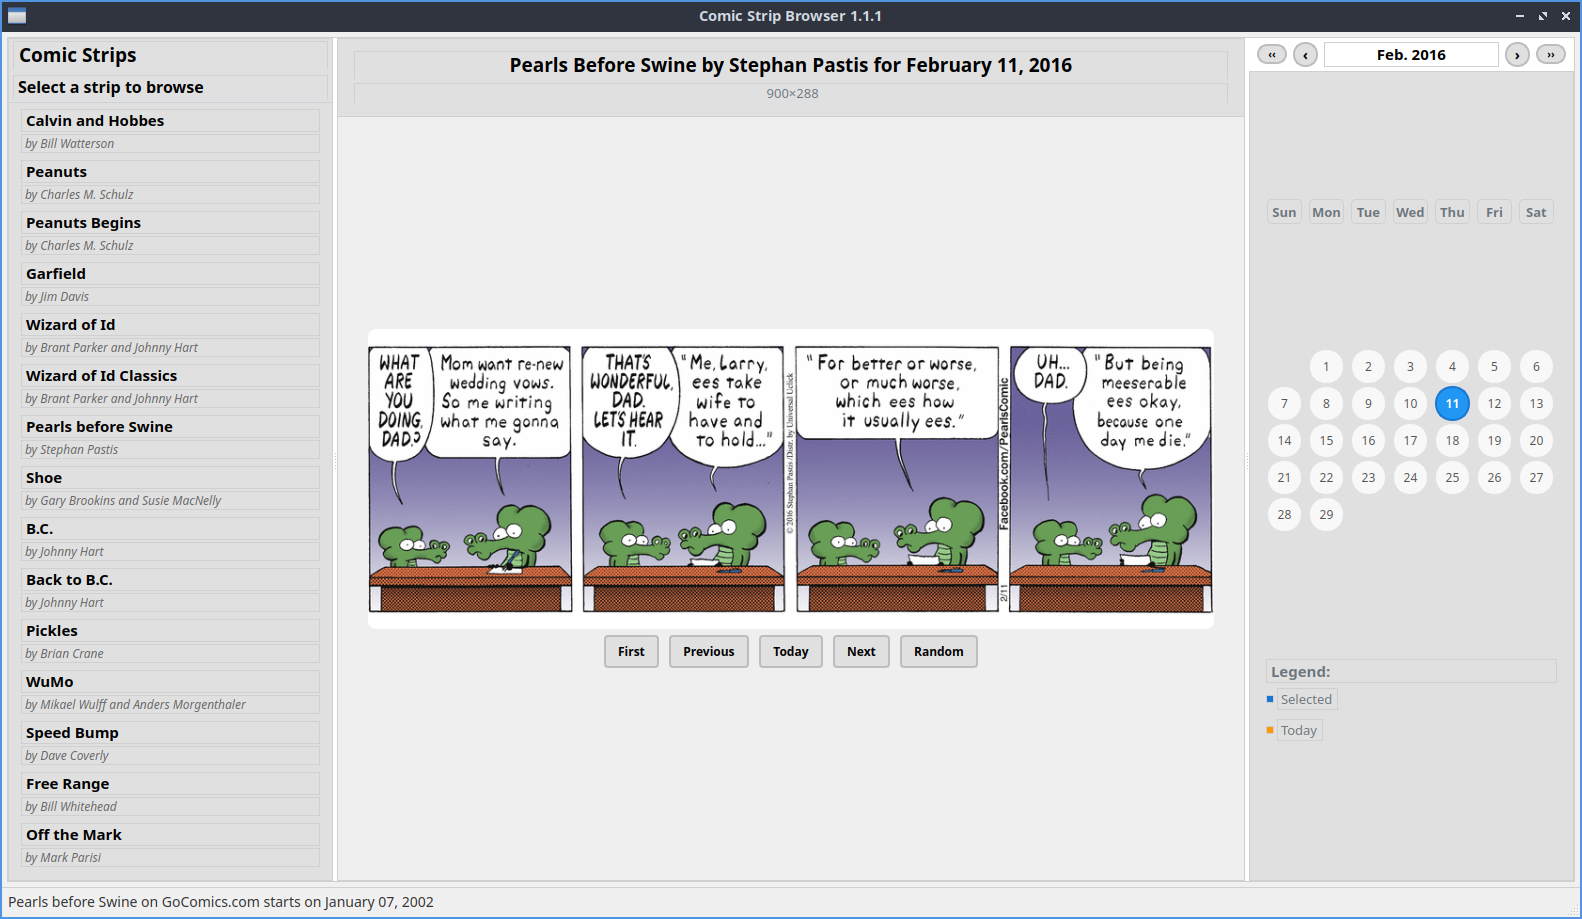 Comic Strip Browser 1.1.1
Comic Strips
Select a strip to browse
Calvin and Hobbes
by Bill Watterson
Peanuts
by Charles M. Schulz
Peanuts Begins
by Charles M. Schulz
Garfield
by Jim Davis
Wizard of Id
by Brant Parker and Johnny Hart
Wizard of Id Classics
by Brant Parker and Johnny Hart
Pearls before Swine
by Stephan Pastis
Shoe
by Gary Brookins and Susie MacNelly
B.C.
by Johnny Hart
Back to B.C.
by Johnny Hart
Pickles
by Brian Crane
WuMo
by Mikael Wulff and Anders Morgenthaler
Speed Bump
by Dave Coverly
Free Range
by Bill Whitehead
Off the Mark
by Mark Parisi
Pearls Before Swine by Stephan Pastis for February 11, 2016
900×288
WHAT
ARE
YOU
DOING,
DAD?
Mom want re-new
wedding vows.
So me writing
what me gonna
say.
THAT'S
WONDERFUL,
DAD.
LET'S HEAR
IT.
"Me, Larry,
ees take
wife to
have and
to hold..."
© 2016 Stephan Pastis/Distr. by Universal Uclick
"For better or worse,
or much worse,
which ees how
it usually ees."
Facebook.com/PearlsComic
2/11
UH...
DAD.
"But being
meeserable
ees okay,
because one
day me die."
First Previous Today Next Random
‹‹ ‹ Feb. 2016 › ››
Sun Mon Tue Wed Thu Fri Sat
1 2 3 4 5 6
7 8 9 10 11 12 13
14 15 16 17 18 19 20
21 22 23 24 25 26 27
28 29
Legend:
Selected
Today
Pearls before Swine on GoComics.com starts on January 07, 2002